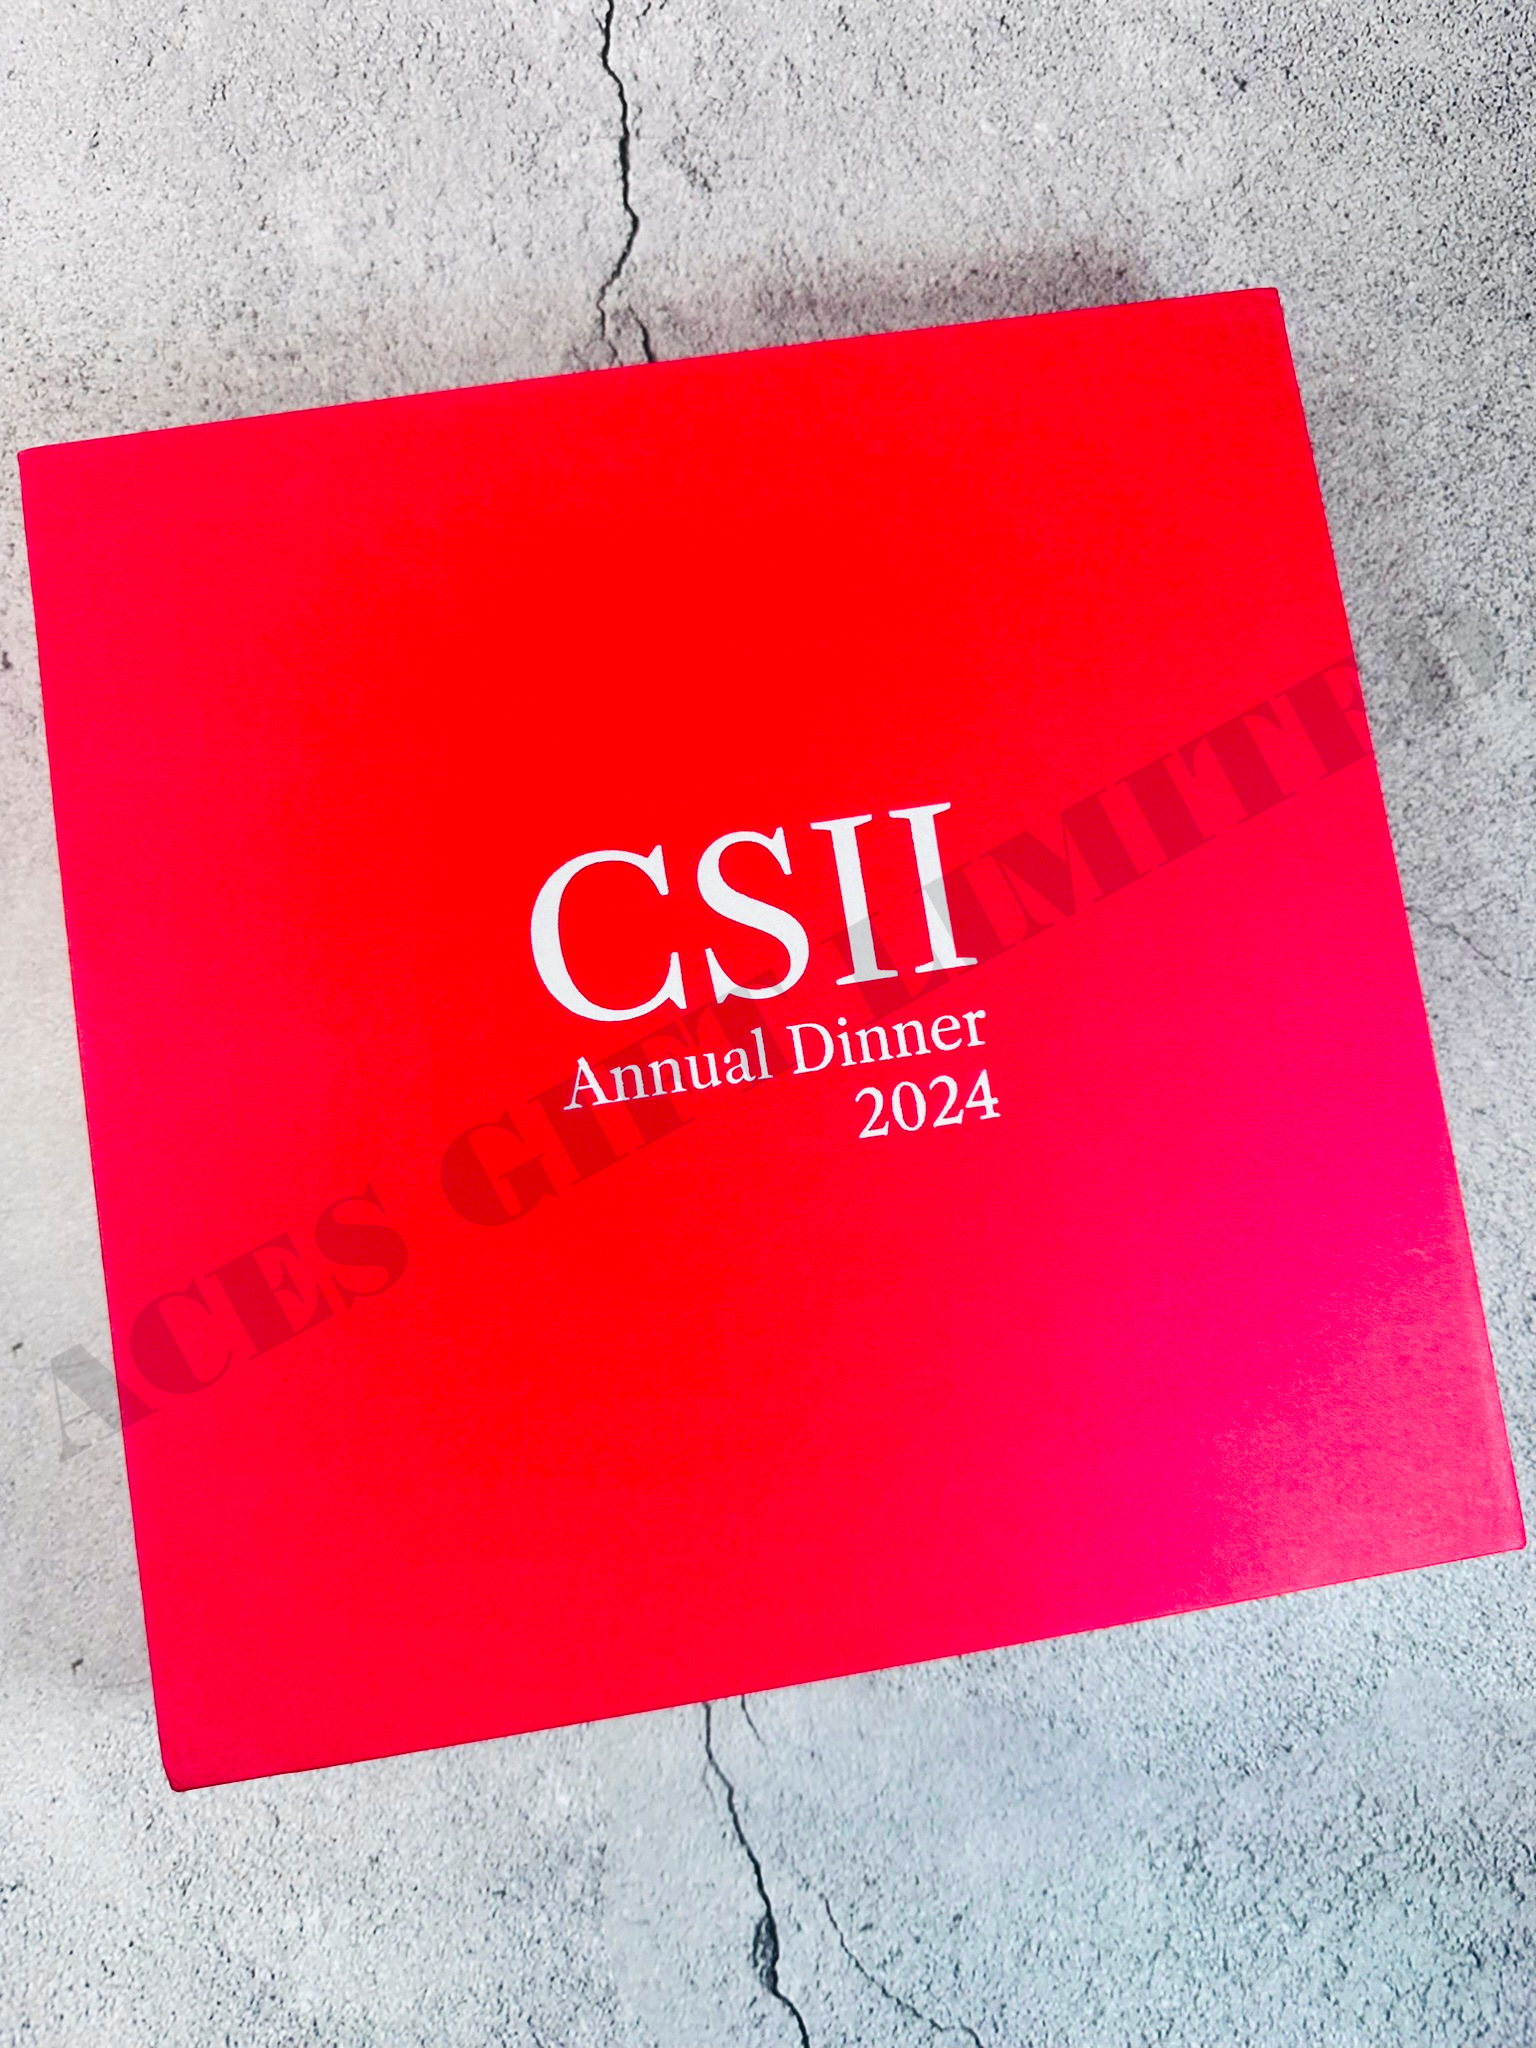 CSII
Annual Dinner
2024
ACES GIFT LIMITED